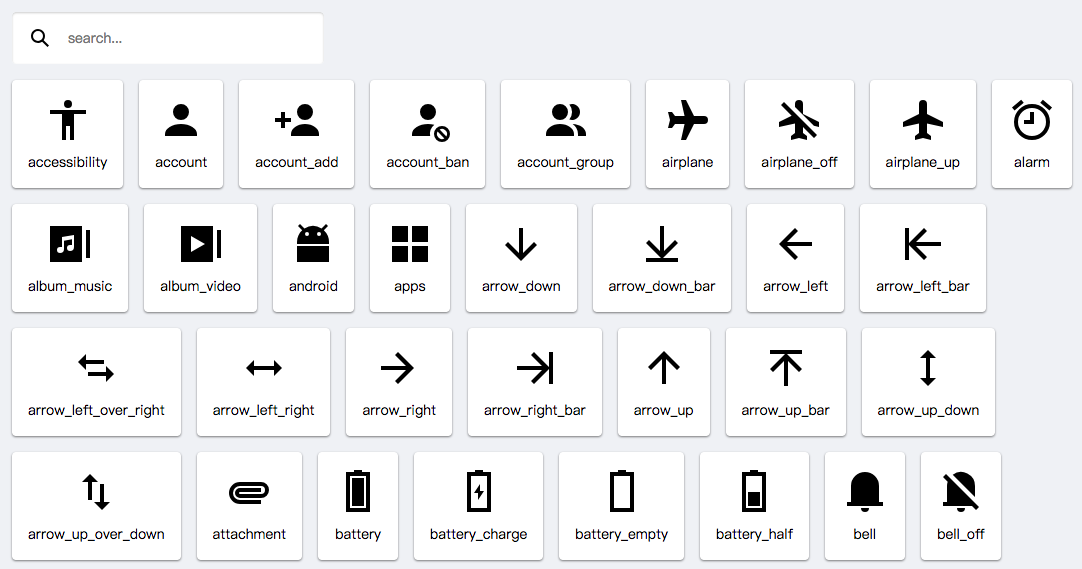 search...
accessibility account account_add account_ban account_group airplane airplane_off airplane_up alarm
album_music album_video android apps arrow_down arrow_down_bar arrow_left arrow_left_bar
arrow_left_over_right arrow_left_right arrow_right arrow_right_bar arrow_up arrow_up_bar arrow_up_down
arrow_up_over_down attachment battery battery_charge battery_empty battery_half bell bell_off